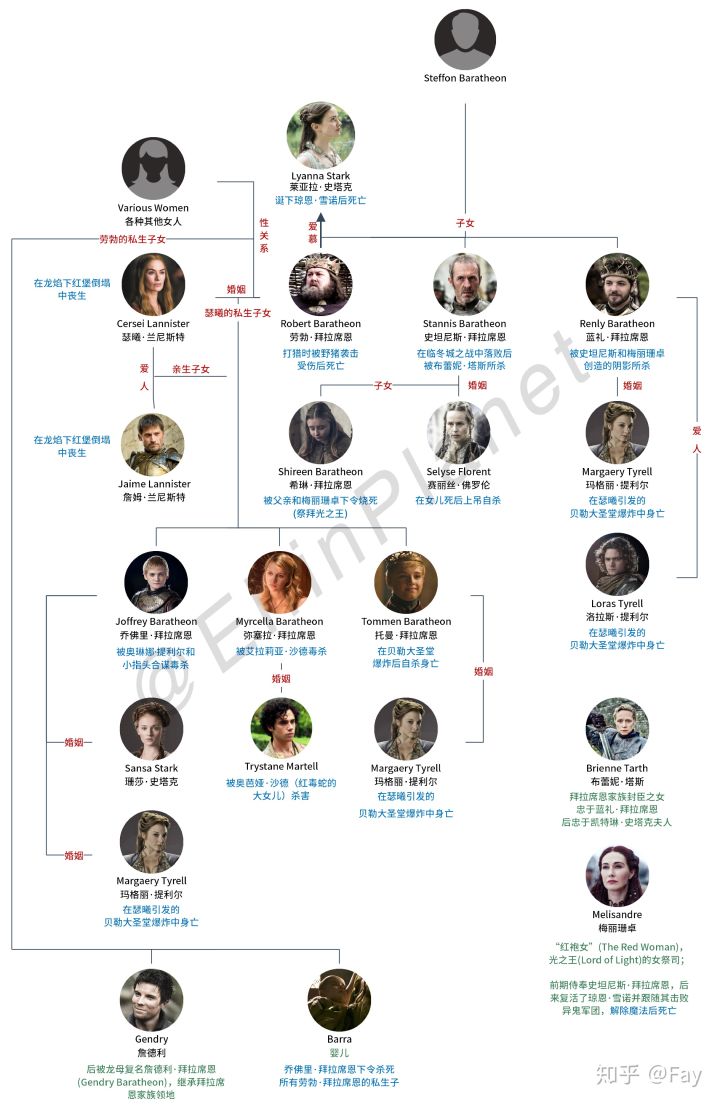 Steffon Baratheon
Lyanna Stark
莱亚拉·史塔克
诞下琼恩·雪诺后死亡
Various Women
各种其他女人
性关系
爱慕
子女
劳勃的私生子女
在龙焰下红堡倒塌
中丧生
Cersei Lannister
瑟曦·兰尼斯特
婚姻
瑟曦的私生子女
Robert Baratheon
劳勃·拜拉席恩
打猎时被野猪袭击
受伤后死亡
Stannis Baratheon
史坦尼斯·拜拉席恩
在临冬城之战中落败后
被布蕾妮·塔斯所杀
Renly Baratheon
蓝礼·拜拉席恩
被史坦尼斯和梅丽珊卓
创造的阴影所杀
爱人
亲生子女
子女
婚姻
婚姻
爱人
在龙焰下红堡倒塌
中丧生
Jaime Lannister
詹姆·兰尼斯特
Shireen Baratheon
希琳·拜拉席恩
被父亲和梅丽珊卓下令烧死
(祭拜光之王)
Selyse Florent
赛丽丝·佛罗伦
在女儿死后上吊自杀
Margaery Tyrell
玛格丽·提利尔
在瑟曦引发的
贝勒大圣堂爆炸中身亡
Joffrey Baratheon
乔佛里·拜拉席恩
被奥琳娜·提利尔和
小指头合谋毒杀
Myrcella Baratheon
弥塞拉·拜拉席恩
被艾拉莉亚·沙德毒杀
Tommen Baratheon
托曼·拜拉席恩
在贝勒大圣堂
爆炸后自杀身亡
Loras Tyrell
洛拉斯·提利尔
在瑟曦引发的
贝勒大圣堂爆炸中身亡
婚姻
婚姻
婚姻
Sansa Stark
珊莎·史塔克
Trystane Martell
被奥芭娅·沙德（红毒蛇的
大女儿）杀害
Margaery Tyrell
玛格丽·提利尔
在瑟曦引发的
贝勒大圣堂爆炸中身亡
Brienne Tarth
布蕾妮·塔斯
拜拉席恩家族封臣之女
忠于蓝礼·拜拉席恩
后忠于凯特琳·史塔克夫人
婚姻
Margaery Tyrell
玛格丽·提利尔
在瑟曦引发的
贝勒大圣堂爆炸中身亡
Melisandre
梅丽珊卓
“红袍女”(The Red Woman)，
光之王(Lord of Light)的女祭司；
前期侍奉史坦尼斯·拜拉席恩，后
来复活了琼恩·雪诺并跟随其击败
异鬼军团，解除魔法后死亡
Gendry
詹德利
后被龙母复名詹德利·拜拉席恩
(Gendry Baratheon)，继承拜拉席
恩家族领地
Barra
婴儿
乔佛里·拜拉席恩下令杀死
所有劳勃·拜拉席恩的私生子
知乎 @Fay